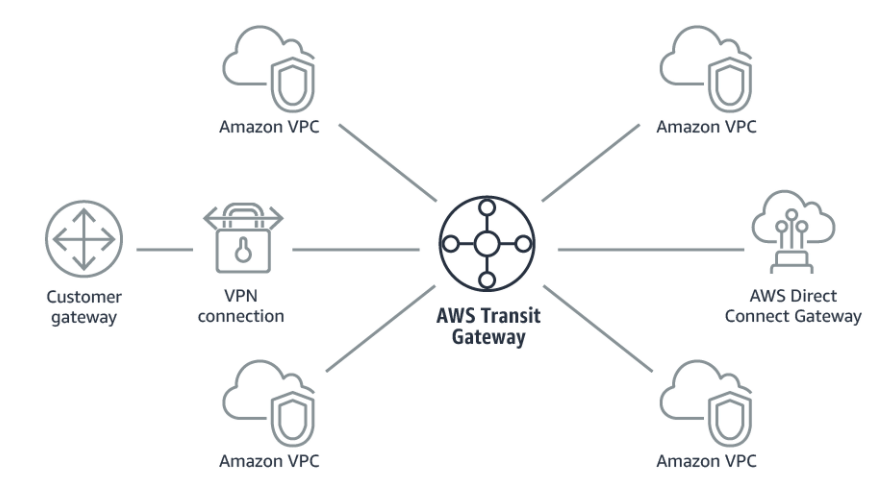 Amazon VPC
Amazon VPC
Customer
gateway
VPN
connection
AWS Transit
Gateway
AWS Direct
Connect Gateway
Amazon VPC
Amazon VPC